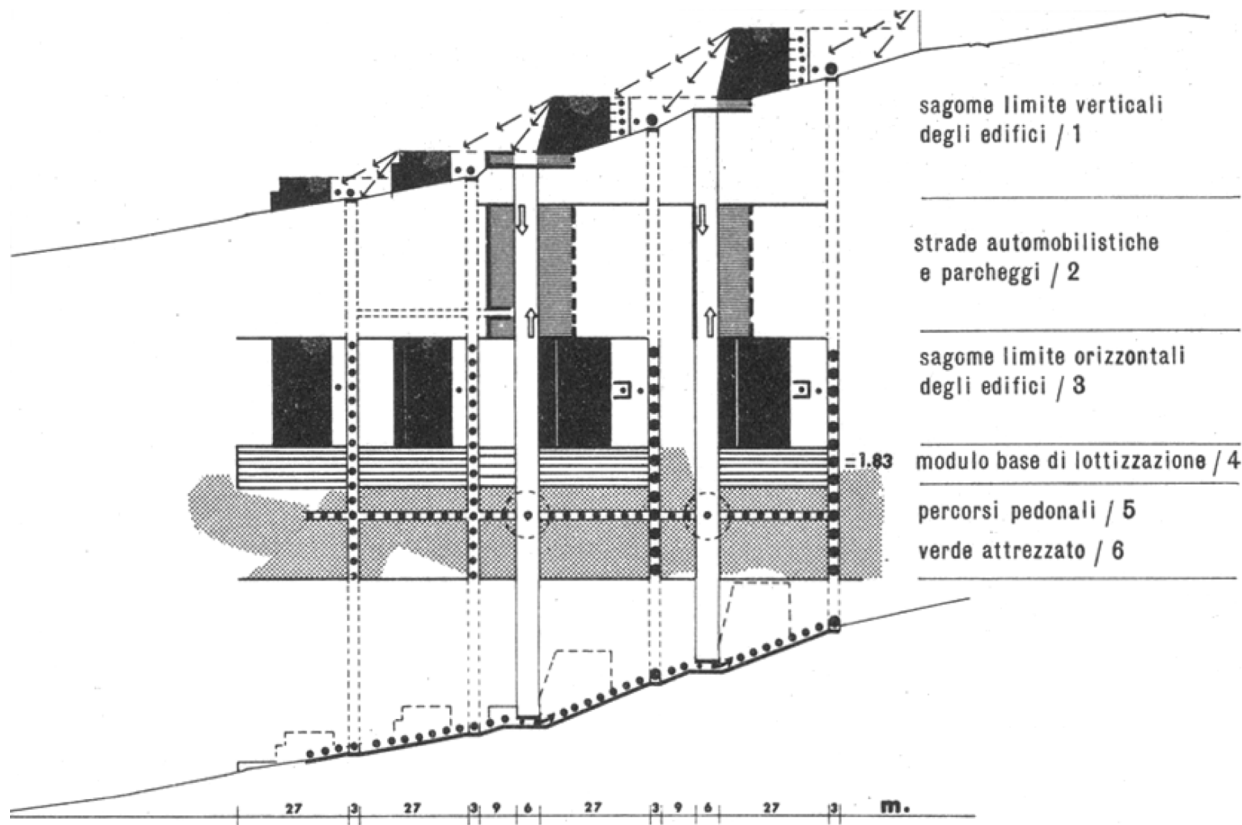 sagome limite verticali
degli edifici / 1
strade automobilistiche
e parcheggi / 2
sagome limite orizzontali
degli edifici / 3
=1.83 modulo base di lottizzazione / 4
percorsi pedonali / 5
verde attrezzato / 6
27 3 27 3 9 6 27 3 9 6 27 3 m.